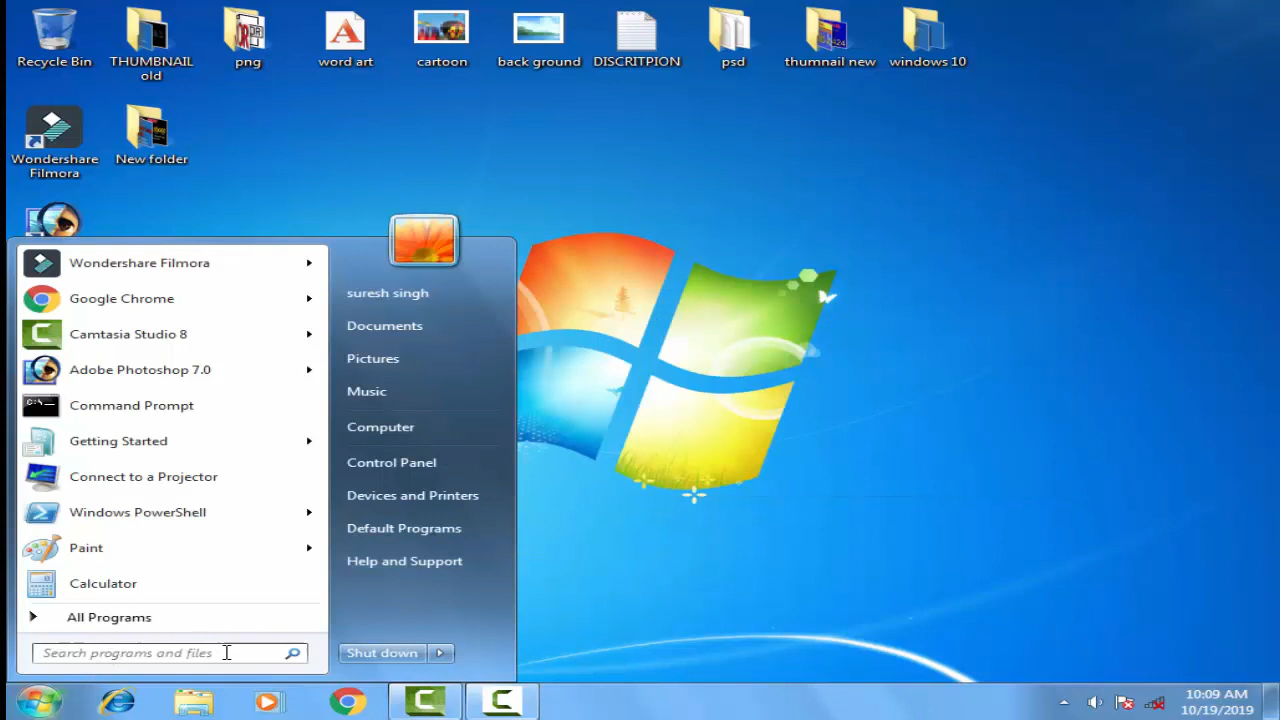 Recycle Bin
THUMBNAIL old
png
word art
cartoon
back ground
DISCRITPION
psd
thumnail new
windows 10
Wondershare Filmora
New folder
Wondershare Filmora
Google Chrome
Camtasia Studio 8
Adobe Photoshop 7.0
Command Prompt
Getting Started
Connect to a Projector
Windows PowerShell
Paint
Calculator
All Programs
Search programs and files
suresh singh
Documents
Pictures
Music
Computer
Control Panel
Devices and Printers
Default Programs
Help and Support
Shut down
10:09 AM
10/19/2019